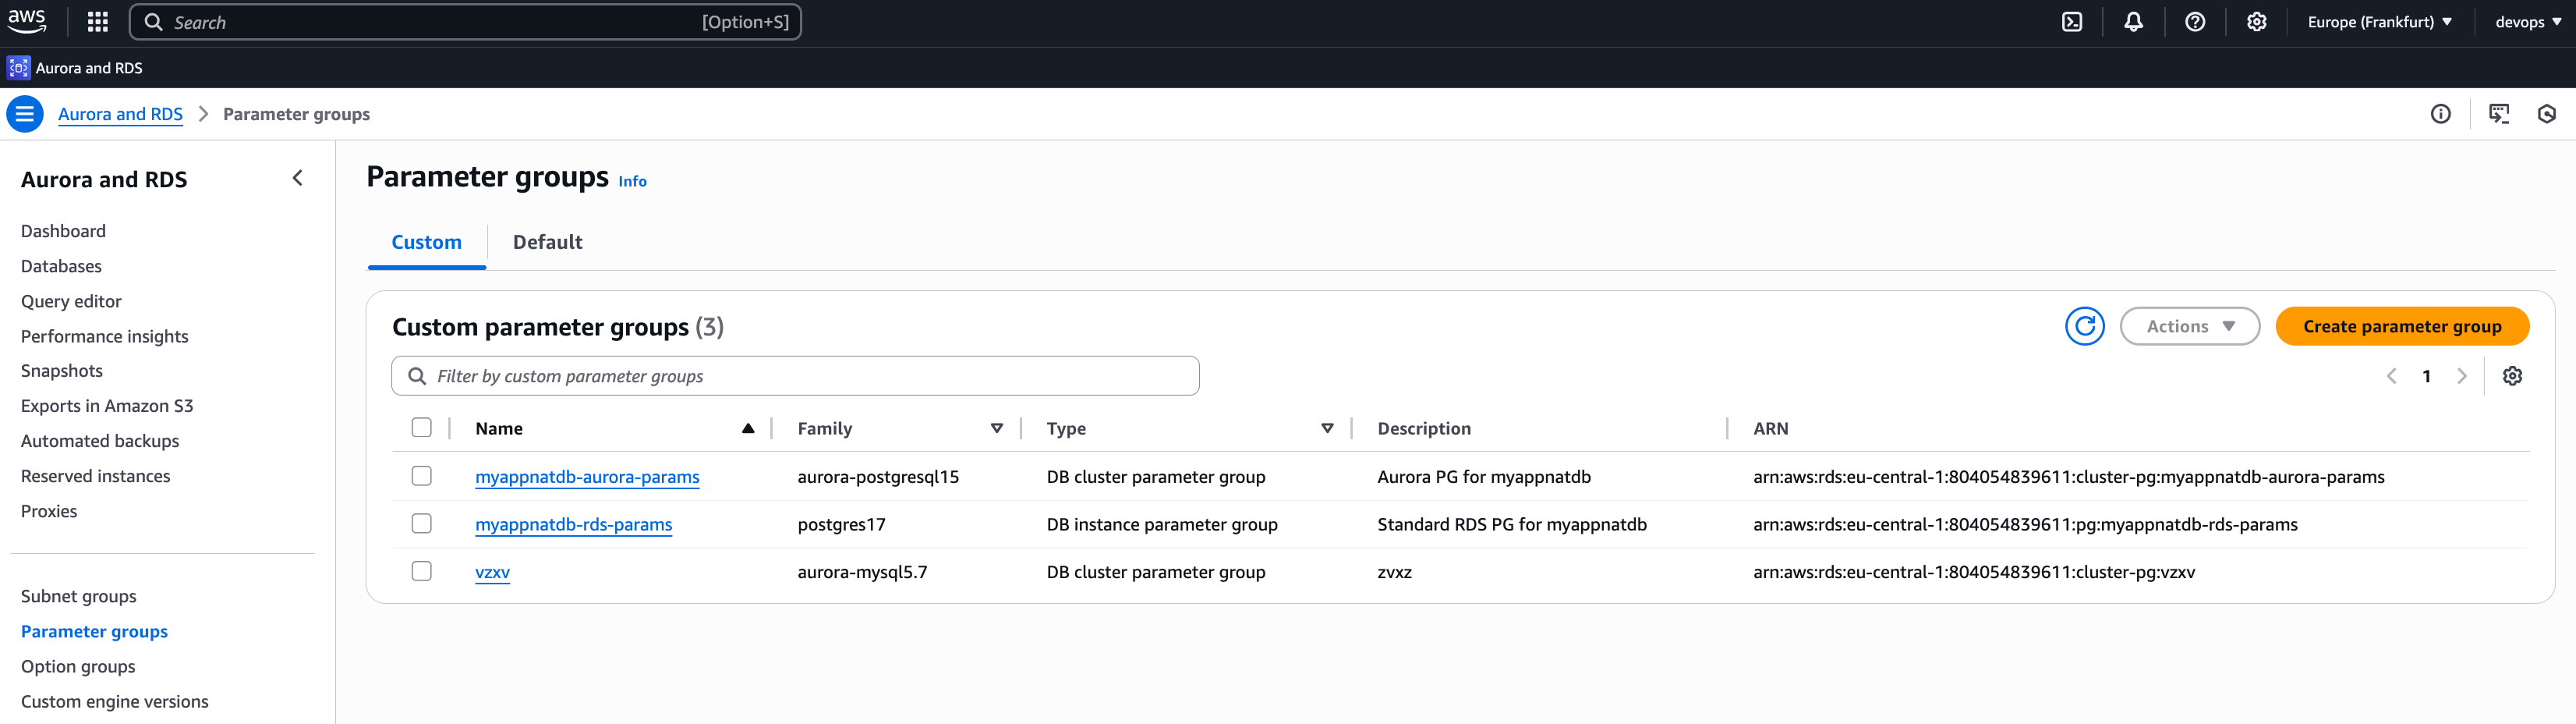 aws Search [Option+S] Europe (Frankfurt) devops
Aurora and RDS
Aurora and RDS Parameter groups
Aurora and RDS
Dashboard
Databases
Query editor
Performance insights
Snapshots
Exports in Amazon S3
Automated backups
Reserved instances
Proxies
Subnet groups
Parameter groups
Option groups
Custom engine versions
Parameter groups Info
Custom Default
Custom parameter groups (3) Actions Create parameter group
Filter by custom parameter groups 1
Name Family Type Description ARN
myappnatdb-aurora-params aurora-postgresql15 DB cluster parameter group Aurora PG for myappnatdb arn:aws:rds:eu-central-1:804054839611:cluster-pg:myappnatdb-aurora-params
myappnatdb-rds-params postgres17 DB instance parameter group Standard RDS PG for myappnatdb arn:aws:rds:eu-central-1:804054839611:pg:myappnatdb-rds-params
vzxv aurora-mysql5.7 DB cluster parameter group zvxz arn:aws:rds:eu-central-1:804054839611:cluster-pg:vzxv